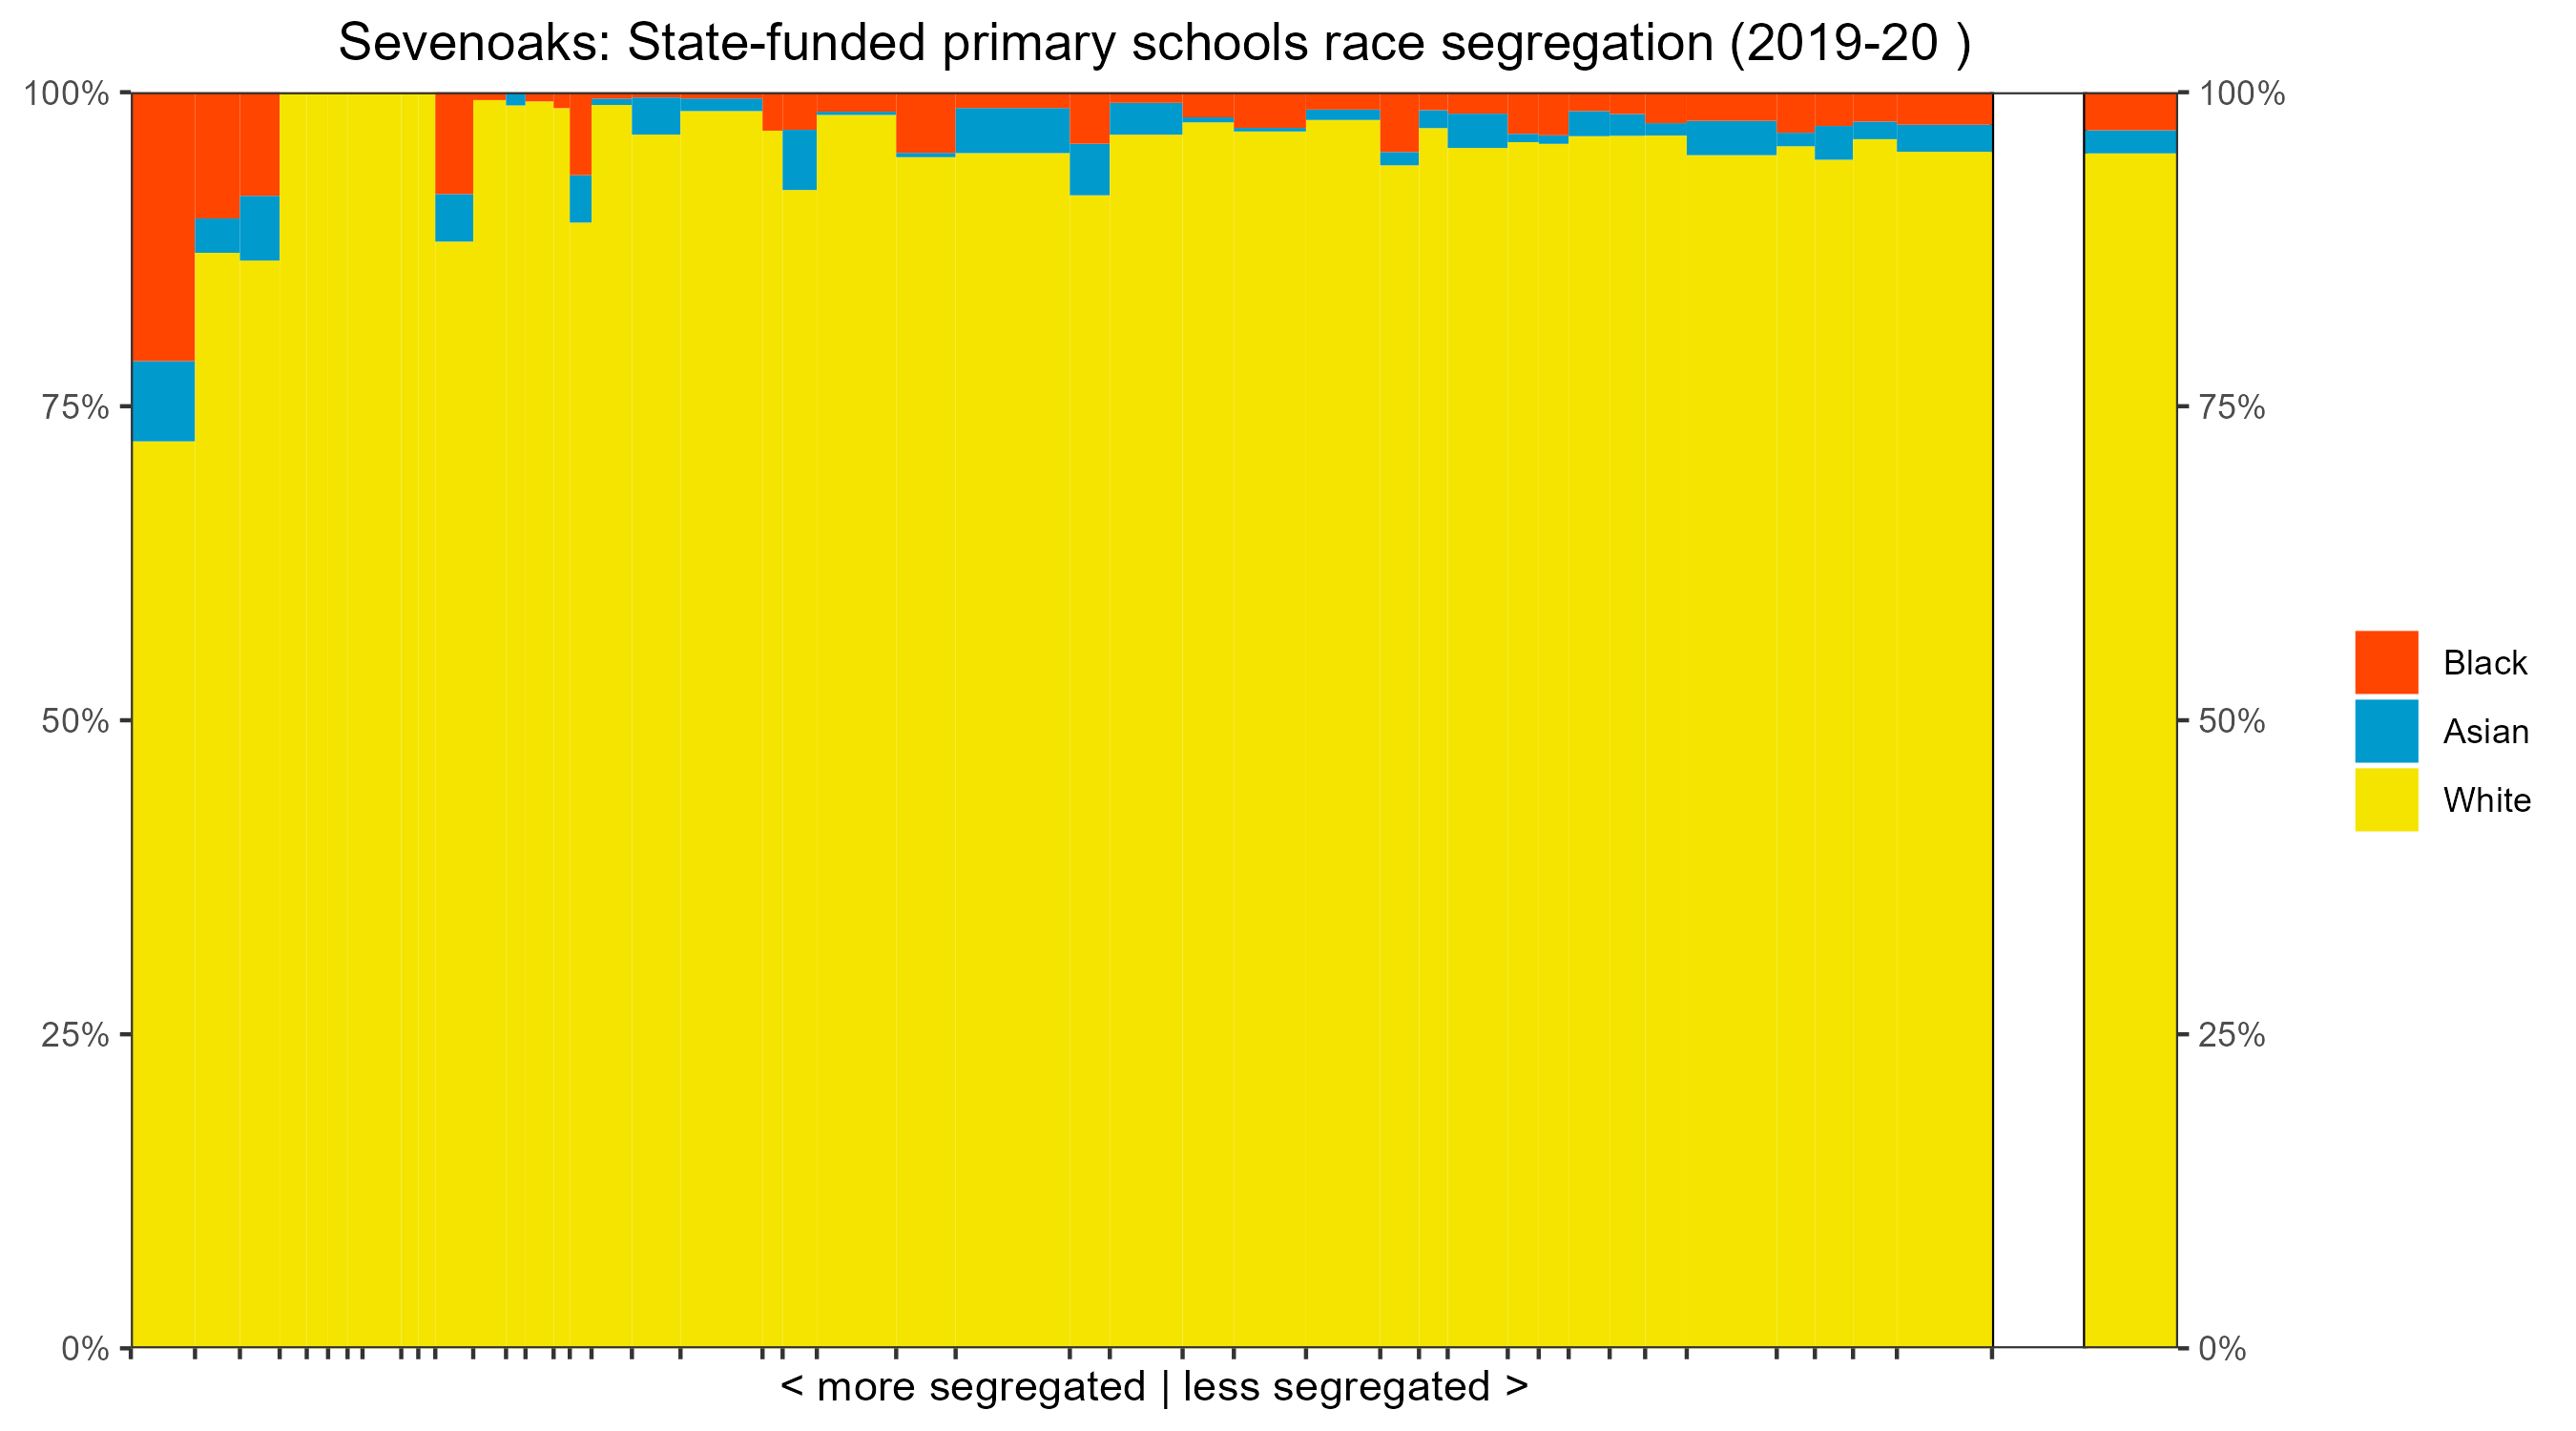 Sevenoaks: State-funded primary schools race segregation (2019-20 )
100%
75%
50%
25%
0%
100%
75%
50%
25%
0%
Black
Asian
White
< more segregated | less segregated >